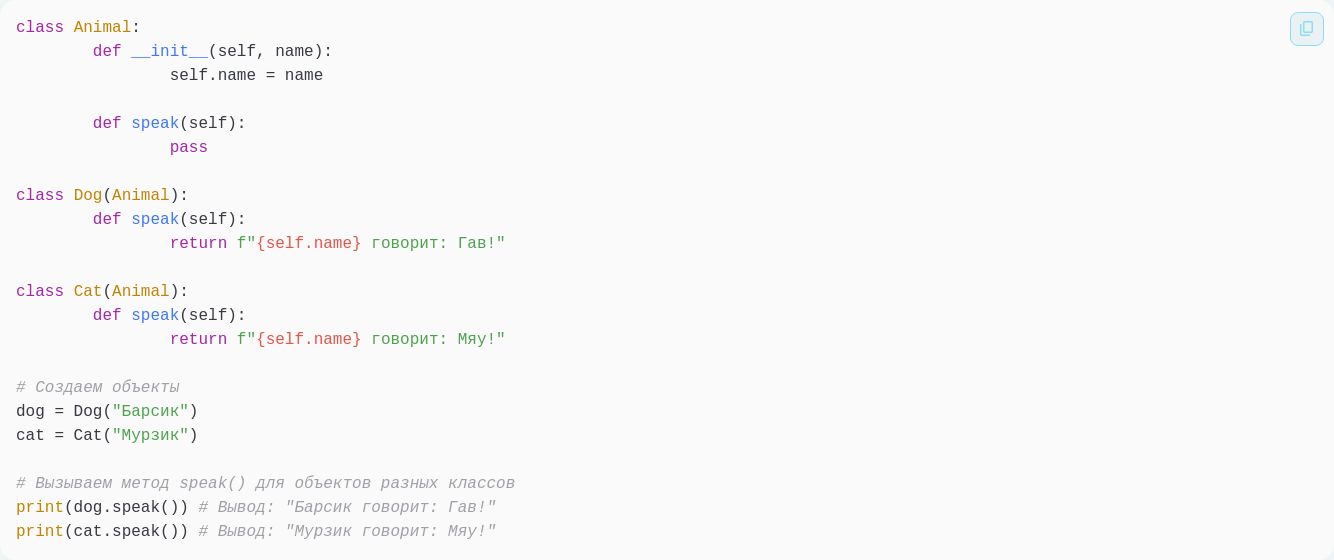 class Animal:
        def __init__(self, name):
                self.name = name

        def speak(self):
                pass

class Dog(Animal):
        def speak(self):
                return f"{self.name} говорит: Гав!"

class Cat(Animal):
        def speak(self):
                return f"{self.name} говорит: Мяу!"

# Создаем объекты
dog = Dog("Барсик")
cat = Cat("Мурзик")

# Вызываем метод speak() для объектов разных классов
print(dog.speak()) # Вывод: "Барсик говорит: Гав!"
print(cat.speak()) # Вывод: "Мурзик говорит: Мяу!"